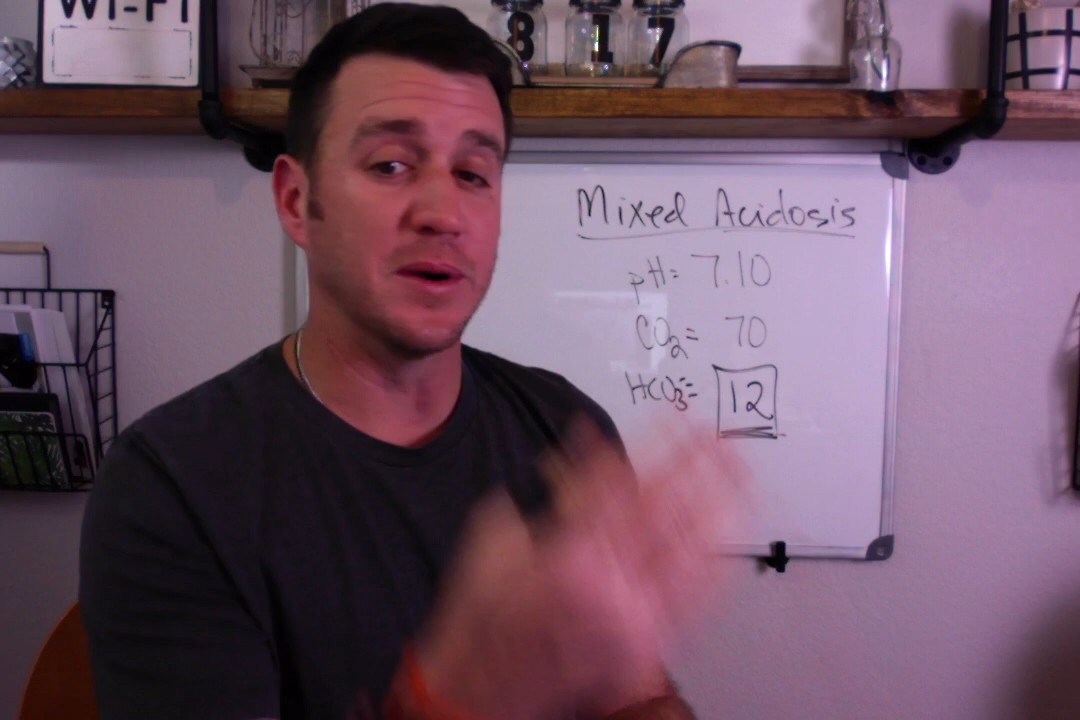 WI-FI
8 1 7
Mixed Acidosis
pH= 7.10
CO₂= 70
HCO₃⁻= 12